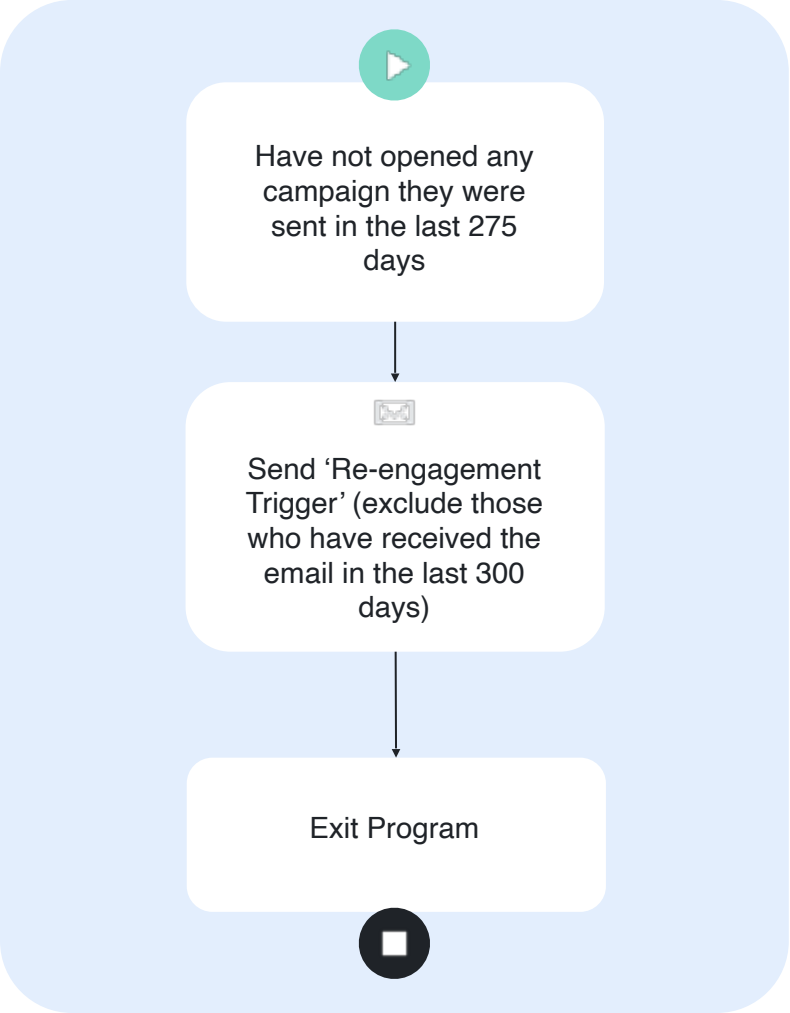 Have not opened any
campaign they were
sent in the last 275
days
Send ‘Re-engagement
Trigger’ (exclude those
who have received the
email in the last 300
days)
Exit Program